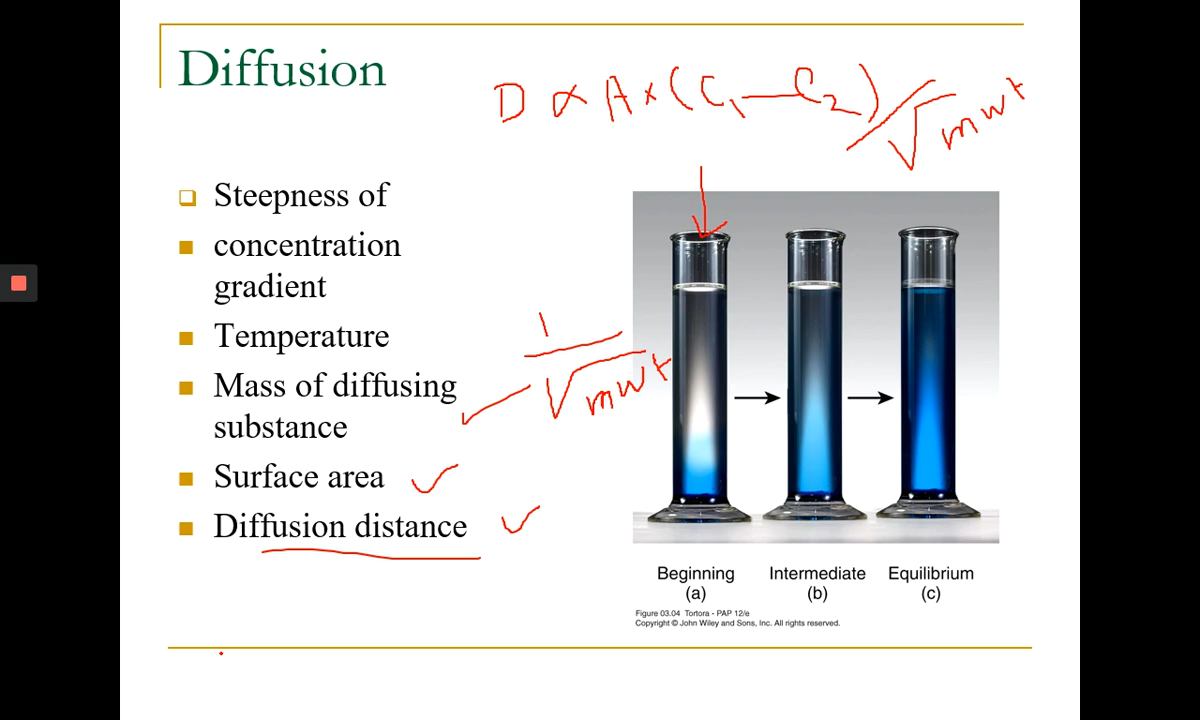 Diffusion
D ∝ A × (C₁ — C₂) / √mwt
Steepness of
concentration
gradient
Temperature
Mass of diffusing
substance
1 / √mwt
Surface area
Diffusion distance
Beginning
(a)
Intermediate
(b)
Equilibrium
(c)
Figure 03.04 Tortora - PAP 12/e
Copyright © John Wiley and Sons, Inc. All rights reserved.